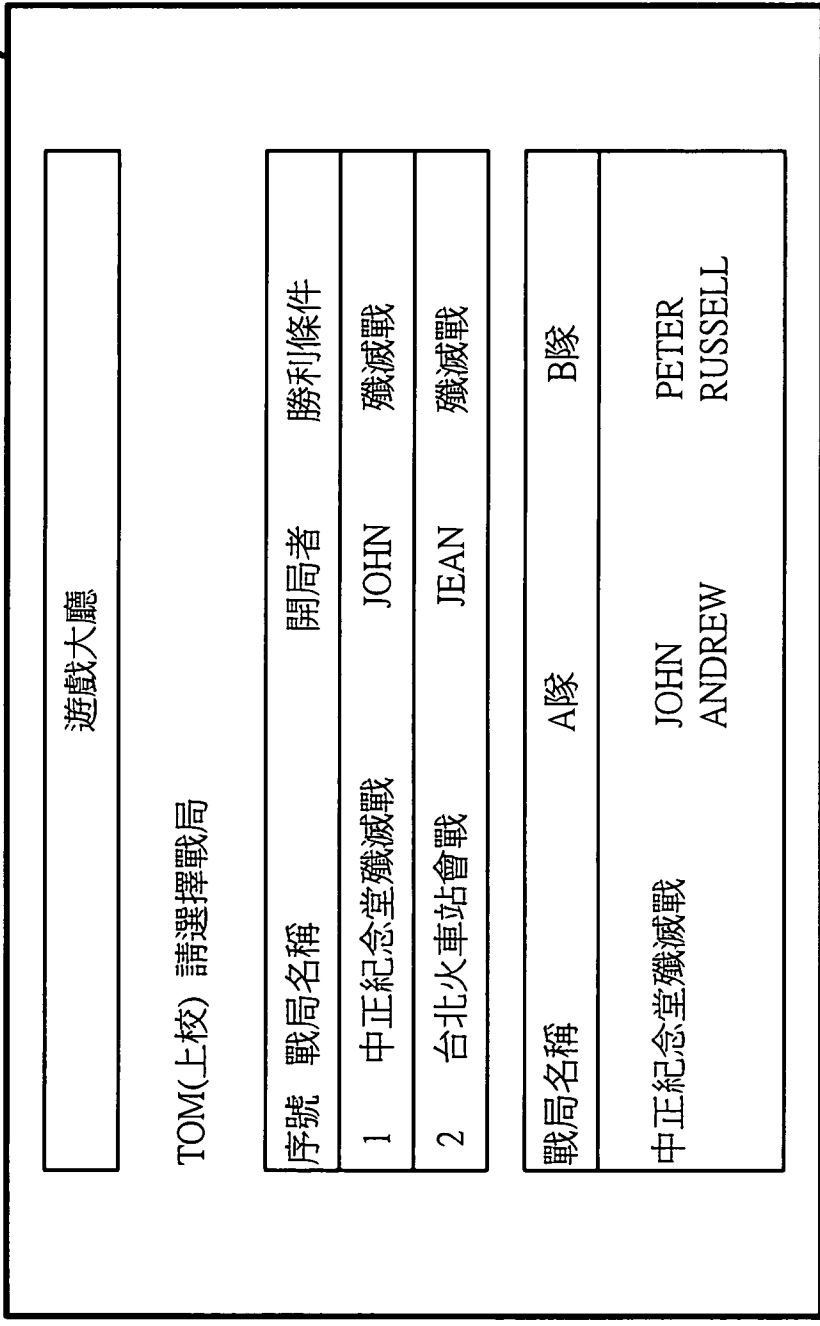 遊戲大廳
TOM(上校) 請選擇戰局
序號 戰局名稱 開局者 勝利條件
1 中正紀念堂殲滅戰 JOHN 殲滅戰
2 台北火車站會戰 JEAN 殲滅戰
戰局名稱 A隊 B隊
中正紀念堂殲滅戰 JOHN PETER
ANDREW RUSSELL